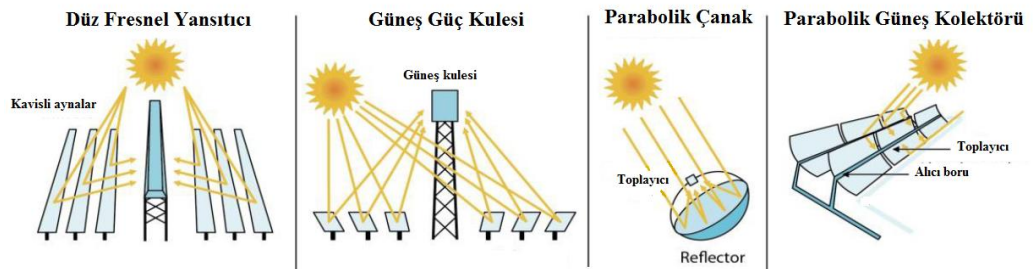 Düz Fresnel Yansıtıcı
Kavisli aynalar
Güneş Güç Kulesi
Güneş kulesi
Parabolik Çanak
Toplayıcı
Reflector
Parabolik Güneş Kolektörü
Toplayıcı
Alıcı boru